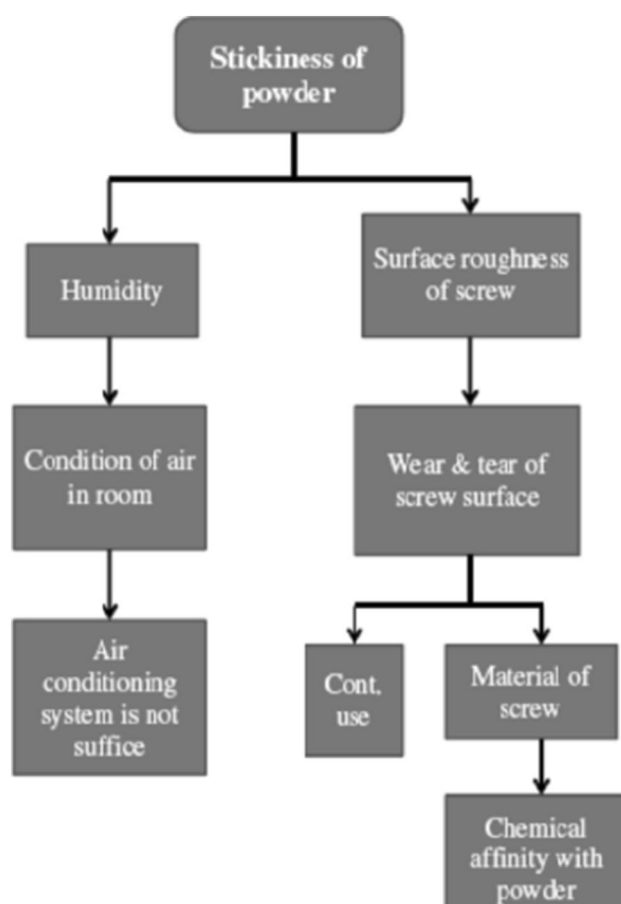 Stickiness of
powder
Humidity
Surface roughness
of screw
Condition of air
in room
Wear & tear of
screw surface
Air
conditioning
system is not
suffice
Cont.
use
Material of
screw
Chemical
affinity with
powder